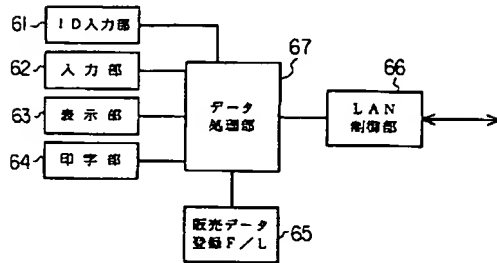 61
ID入力部
62
入力部
63
表示部
64
印字部
67
データ
処理部
66
LAN
制御部
販売データ
登録F/L
65